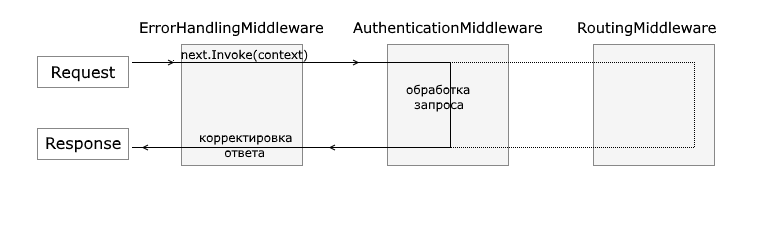 ErrorHandlingMiddleware
AuthenticationMiddleware
RoutingMiddleware
next.Invoke(context)
Request
обработка
запроса
Response
корректировка
ответа